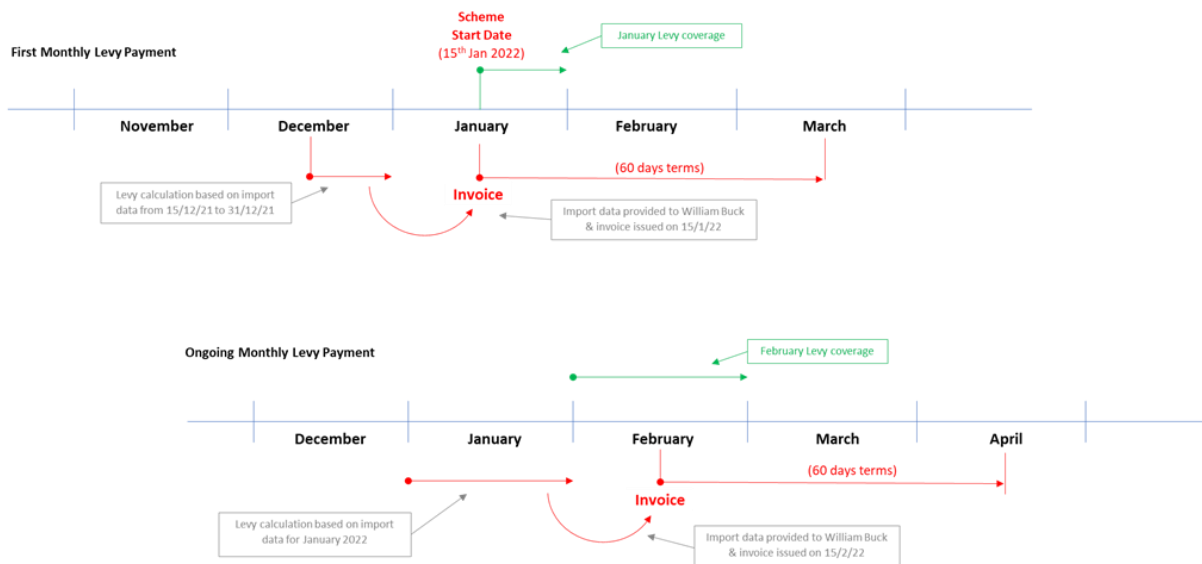 Scheme
Start Date
(15th Jan 2022)
January Levy coverage
First Monthly Levy Payment
November
December
January
February
March
(60 days terms)
Levy calculation based on import
data from 15/12/21 to 31/12/21
Invoice
Import data provided to William Buck
& invoice issued on 15/1/22
Ongoing Monthly Levy Payment
February Levy coverage
December
January
February
March
April
(60 days terms)
Invoice
Levy calculation based on import
data for January 2022
Import data provided to William Buck
& invoice issued on 15/2/22